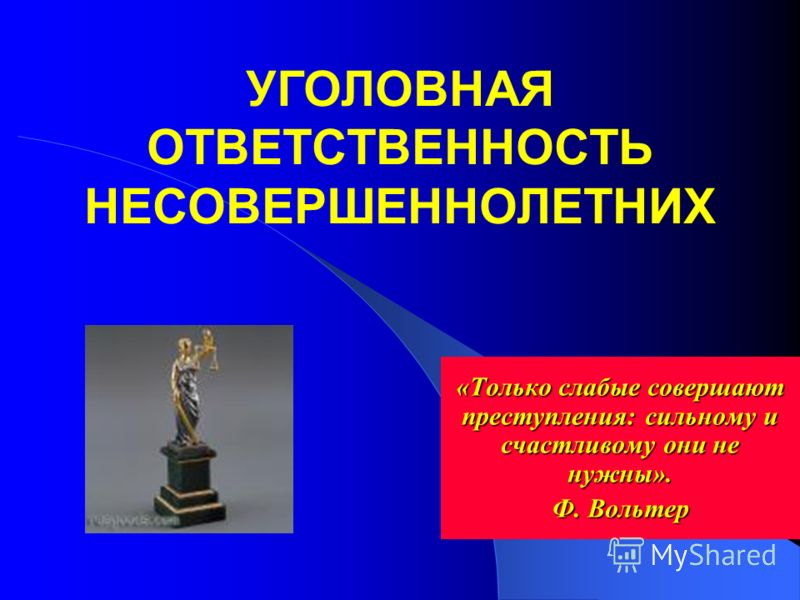 УГОЛОВНАЯ
ОТВЕТСТВЕННОСТЬ
НЕСОВЕРШЕННОЛЕТНИХ
«Только слабые совершают
преступления: сильному и
счастливому они не
нужны».
Ф. Вольтер
MyShared